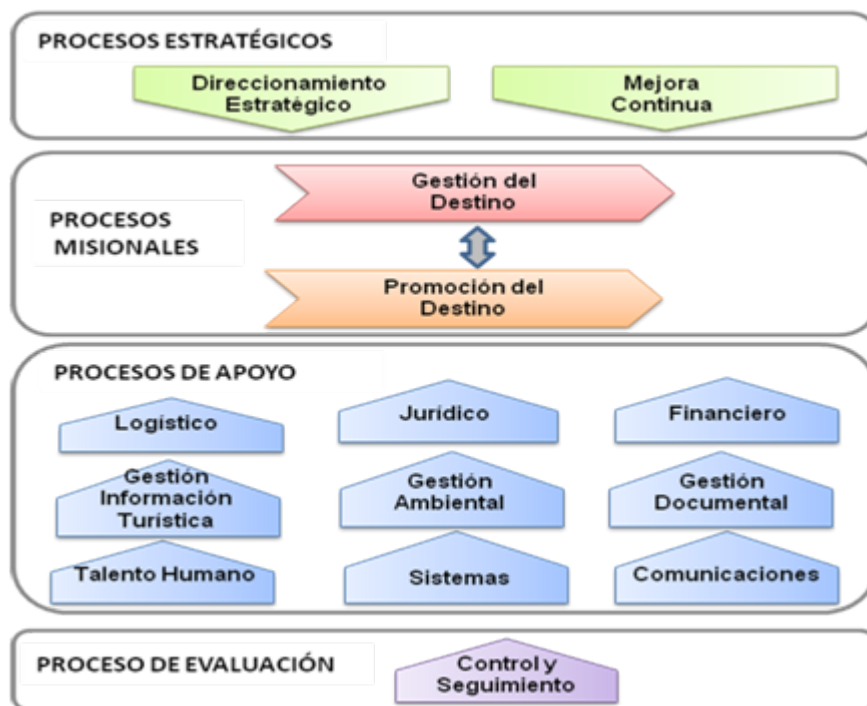 PROCESOS ESTRATÉGICOS
Direccionamiento
Estratégico
Mejora
Continua
PROCESOS
MISIONALES
Gestión del
Destino
Promoción del
Destino
PROCESOS DE APOYO
Logístico
Jurídico
Financiero
Gestión
Información
Turística
Gestión
Ambiental
Gestión
Documental
Talento Humano
Sistemas
Comunicaciones
PROCESO DE EVALUACIÓN
Control y
Seguimiento